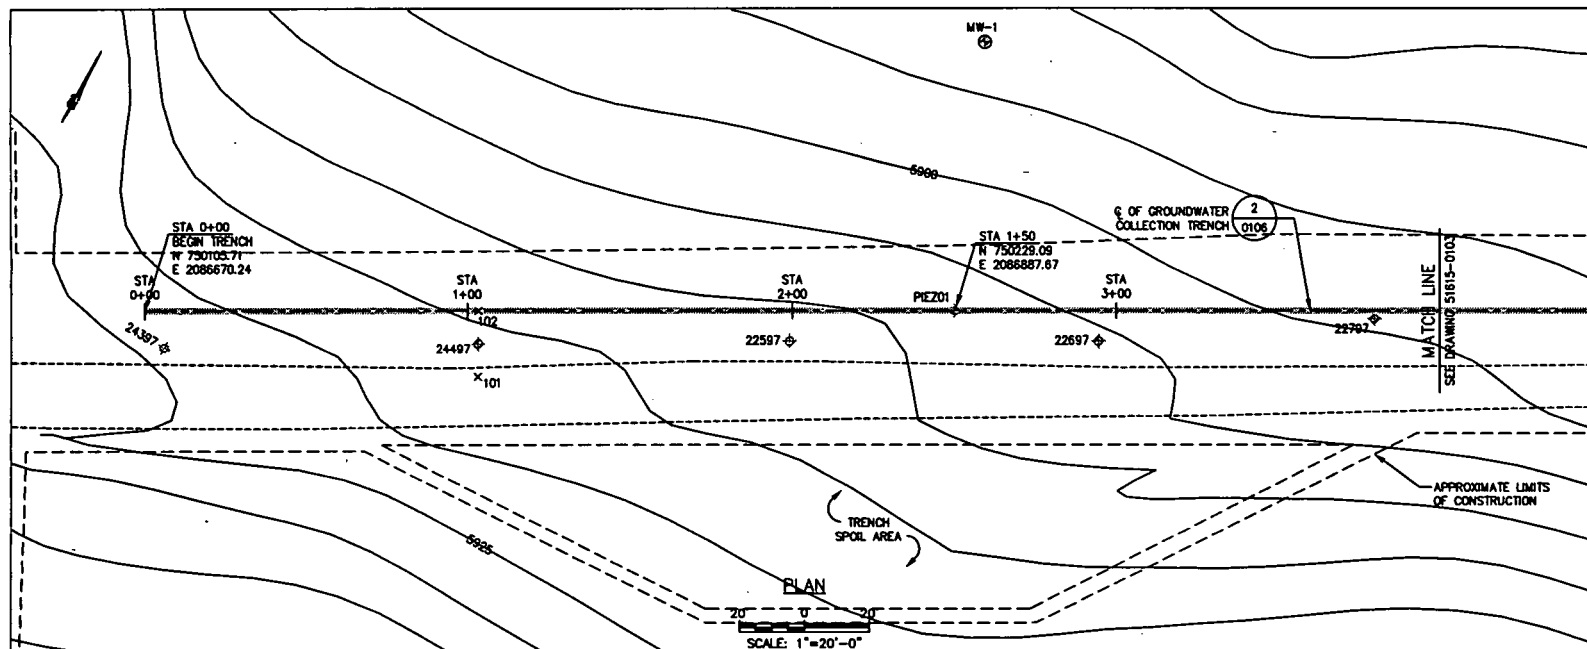 MW-1
5900
℄ OF GROUNDWATER
COLLECTION TRENCH
2
0106
STA 0+00
BEGIN TRENCH
N 750105.71
E 2086670.24
STA 1+50
N 750229.09
E 2086887.67
STA
0+00
STA
1+00
STA
2+00
PIEZ01
STA
3+00
MATCH LINE
SEE DRAWING 51615-0103
102
24397
24497
22597
22697
22797
101
APPROXIMATE LIMITS
OF CONSTRUCTION
TRENCH
SPOIL AREA
5925
PLAN
20 0 20
SCALE: 1"=20'-0"